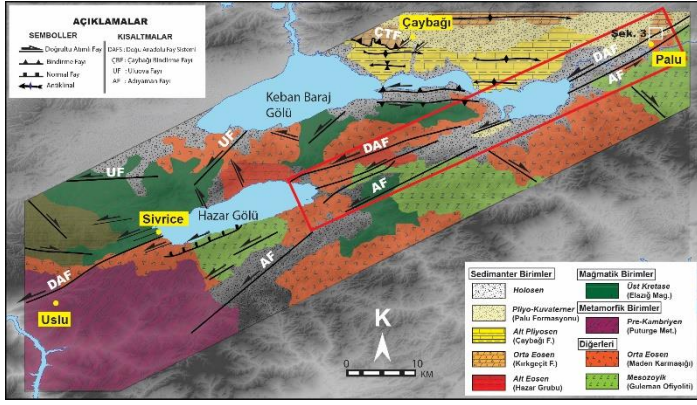 AÇIKLAMALAR
SEMBOLLER
KISALTMALAR
Doğrultu Atımlı Fay
Bindirme Fayı
Normal Fay
Antiklinal
DAFS : Doğu Anadolu Fay Sistemi
ÇBF : Çaybağı Bindirme Fayı
UF : Uluova Fayı
AF : Adıyaman Fayı
Çaybağı
ÇTF
Şek. 3
DAF
Palu
AF
Keban Baraj
Gölü
UF
DAF
UF
AF
Sivrice
Hazar Gölü
AF
DAF
Uslu
K
0
10
KM
Sedimanter Birimler
Holosen
Pliyo-Kuvaterner
(Palu Formasyonu)
Alt Pliyosen
(Çaybağı F.)
Orta Eosen
(Kırkgeçit F.)
Alt Eosen
(Hazar Grubu)
Mağmatik Birimler
Üst Kretase
(Elazığ Mag.)
Metamorfik Birimler
Pre-Kambriyen
(Puturge Met.)
Diğerleri
Orta Eosen
(Maden Karmaşığı)
Mesozoyik
(Guleman Ofiyoliti)